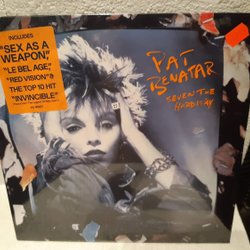 INCLUDES
"SEX AS A
WEAPON,"
"LE BEL AGE,"
"RED VISION" &
THE TOP 10 HIT
"INVINCIBLE"
PAT
BENATAR
SEVEN THE
HARD WAY